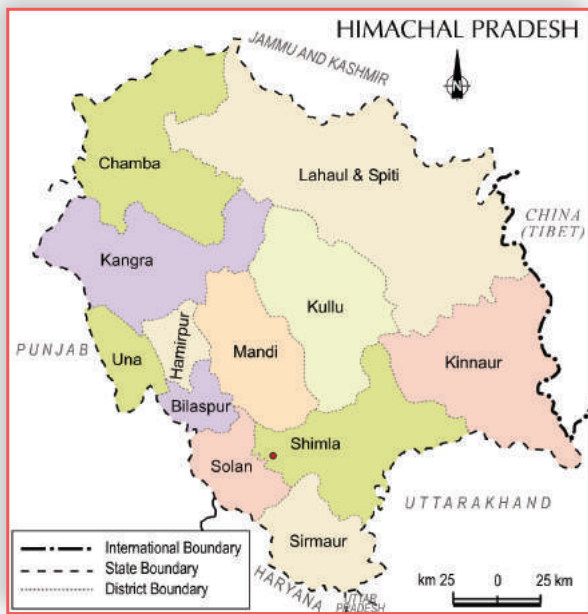 HIMACHAL PRADESH
JAMMU AND KASHMIR
N
Chamba
Lahaul & Spiti
CHINA
(TIBET)
Kangra
Kullu
PUNJAB
Una
Hamirpur
Mandi
Kinnaur
Bilaspur
Shimla
Solan
UTTARAKHAND
Sirmaur
International Boundary
State Boundary
District Boundary
HARYANA
UTTAR
PRADESH
km 25 0 25 km